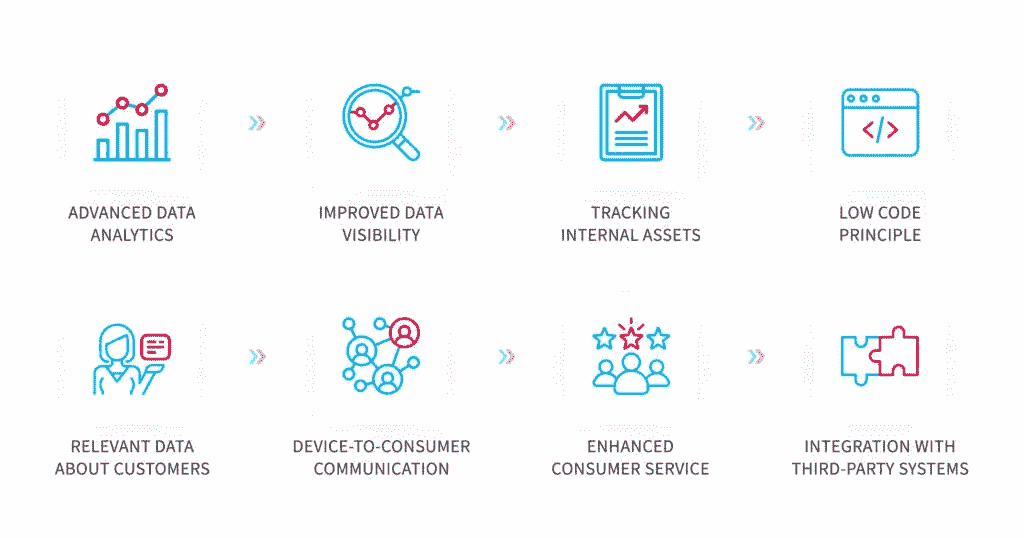 ADVANCED DATA
ANALYTICS
IMPROVED DATA
VISIBILITY
TRACKING
INTERNAL ASSETS
LOW CODE
PRINCIPLE
RELEVANT DATA
ABOUT CUSTOMERS
DEVICE-TO-CONSUMER
COMMUNICATION
ENHANCED
CONSUMER SERVICE
INTEGRATION WITH
THIRD-PARTY SYSTEMS